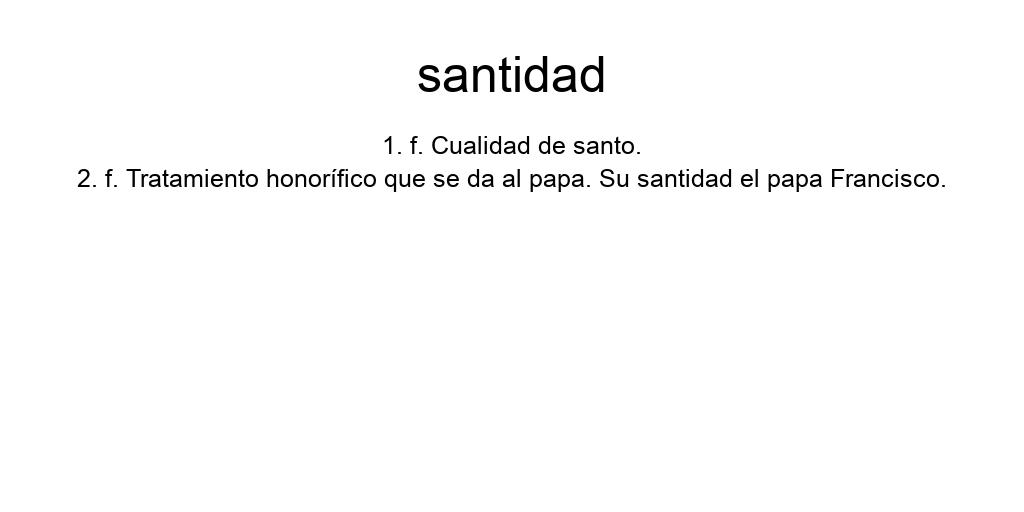 santidad
1. f. Cualidad de santo.
2. f. Tratamiento honorífico que se da al papa. Su santidad el papa Francisco.